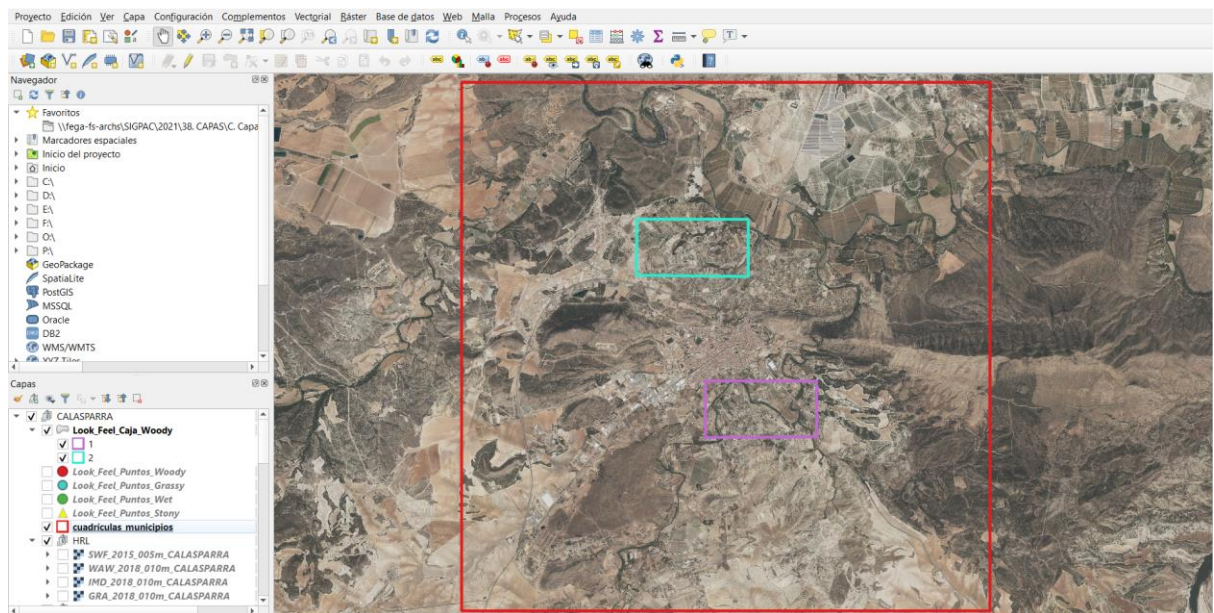 Proyecto Edición Ver Capa Configuración Complementos Vectorial Ráster Base de datos Web Malla Procesos Ayuda
Navegador
Favoritos
\\fega-fs-archs\SIGPAC\2021\38. CAPAS\C. Capa
Marcadores espaciales
Inicio del proyecto
Inicio
C:\
D:\
E:\
F:\
O:\
P:\
GeoPackage
SpatiaLite
PostGIS
MSSQL
Oracle
DB2
WMS/WMTS
XYZ Tiles
Capas
CALASPARRA
Look_Feel_Caja_Woody
1
2
Look_Feel_Puntos_Woody
Look_Feel_Puntos_Grassy
Look_Feel_Puntos_Wet
Look_Feel_Puntos_Stony
cuadrículas_municipios
HRL
SWF_2015_005m_CALASPARRA
WAW_2018_010m_CALASPARRA
IMD_2018_010m_CALASPARRA
GRA_2018_010m_CALASPARRA